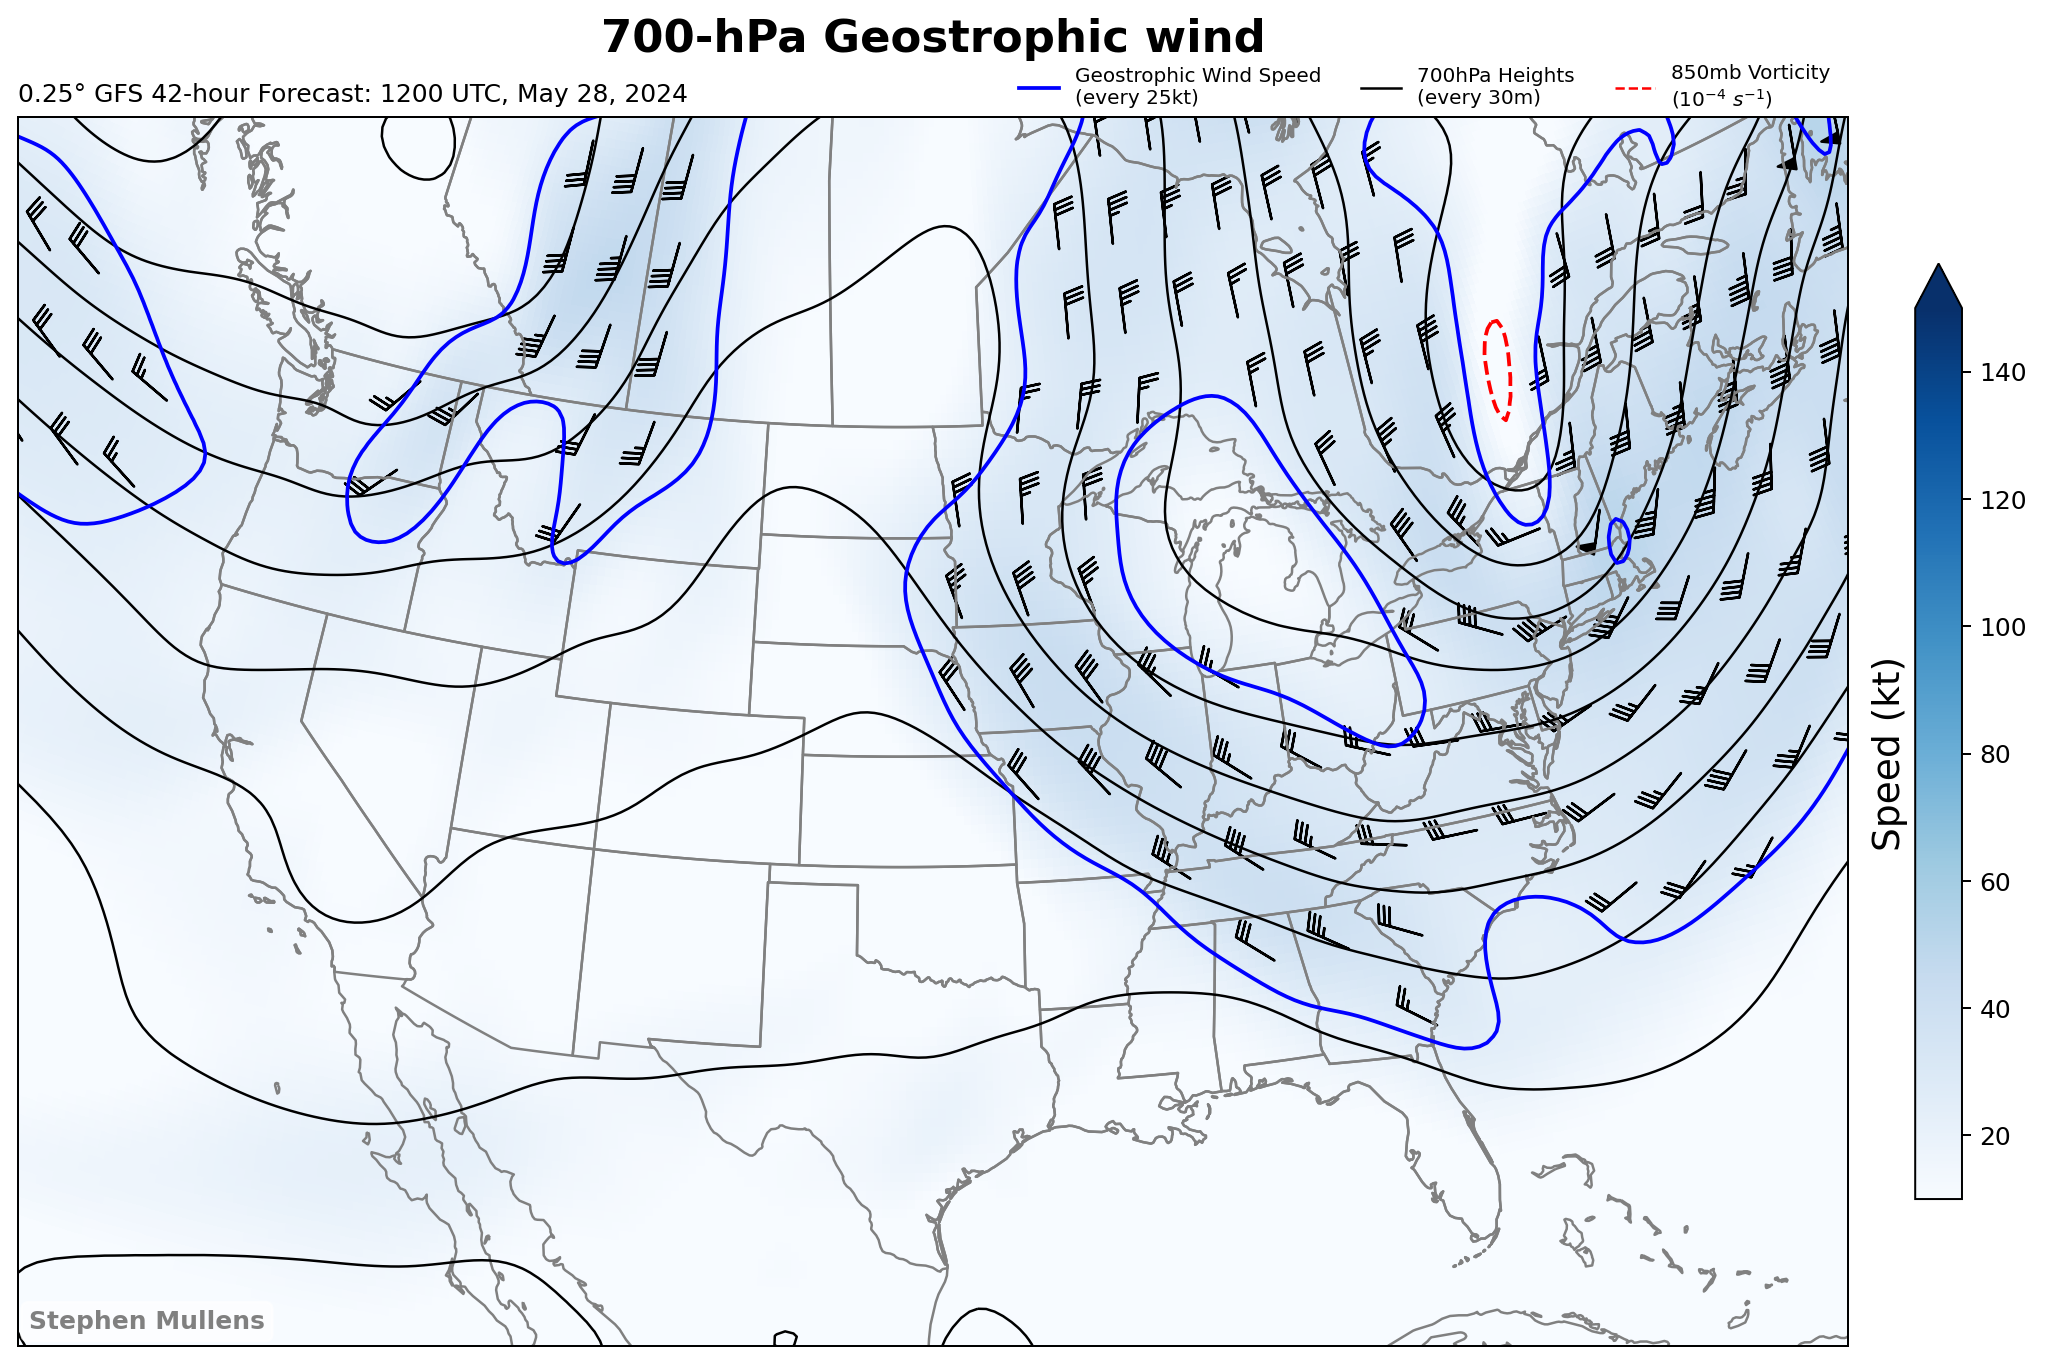 700-hPa Geostrophic wind
0.25° GFS 42-hour Forecast: 1200 UTC, May 28, 2024
Geostrophic Wind Speed
(every 25kt)
700hPa Heights
(every 30m)
850mb Vorticity
(10⁻⁴ s⁻¹)
140
120
100
80
60
40
20
Speed (kt)
Stephen Mullens